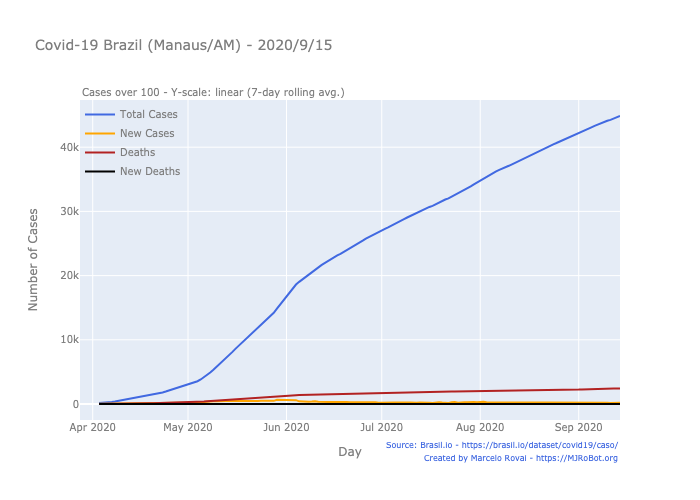 Covid-19 Brazil (Manaus/AM) - 2020/9/15
Cases over 100 - Y-scale: linear (7-day rolling avg.)
Total Cases
New Cases
Deaths
New Deaths
40k
30k
20k
10k
0
Number of Cases
Apr 2020 May 2020 Jun 2020 Jul 2020 Aug 2020 Sep 2020
Day
Source: Brasil.io - https://brasil.io/dataset/covid19/caso/
Created by Marcelo Rovai - https://MJRoBot.org